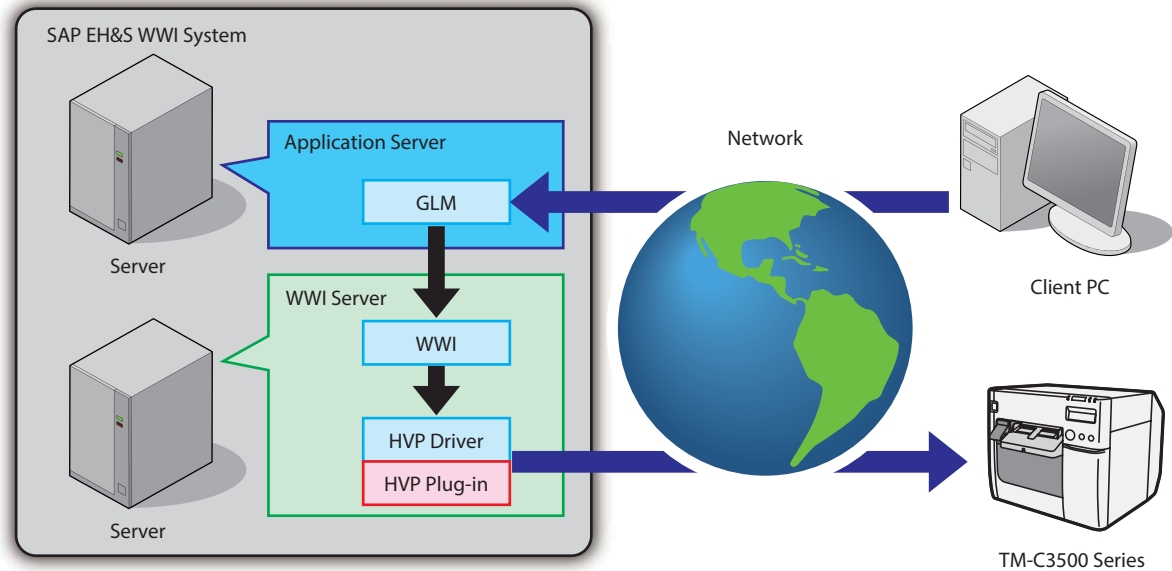 SAP EH&S WWI System
Application Server
GLM
Server
WWI Server
WWI
HVP Driver
HVP Plug-in
Server
Network
Client PC
TM-C3500 Series